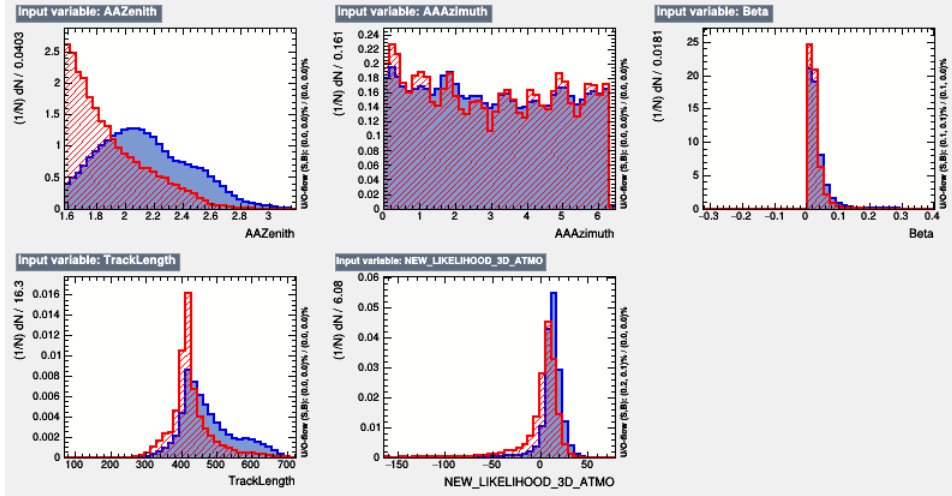 Input variable: AAZenith
(1/N) dN / 0.0403
2.5
2
1.5
1
0.5
0
1.6 1.8 2 2.2 2.4 2.6 2.8 3
AAZenith
U/O-flow (S,B): (0.0, 0.0)% / (0.0, 0.0)%
Input variable: AAAzimuth
(1/N) dN / 0.161
0.24
0.22
0.20
0.18
0.16
0.14
0.12
0.1
0.08
0.06
0.04
0.02
0
0 1 2 3 4 5 6
AAAzimuth
U/O-flow (S,B): (0.0, 0.0)% / (0.0, 0.0)%
Input variable: Beta
(1/N) dN / 0.0181
25
20
15
10
5
0
−0.3 −0.2 −0.1 0.0 0.1 0.2 0.3 0.4
Beta
U/O-flow (S,B): (0.1, 0.1)% / (0.1, 0.0)%
Input variable: TrackLength
(1/N) dN / 16.3
0.016
0.014
0.012
0.01
0.008
0.006
0.004
0.002
0
100 200 300 400 500 600 700
TrackLength
U/O-flow (S,B): (0.0, 0.0)% / (0.0, 0.0)%
Input variable: NEW_LIKELIHOOD_3D_ATMO
(1/N) dN / 6.08
0.06
0.05
0.04
0.03
0.02
0.01
0
−150 −100 −50 0 50
NEW_LIKELIHOOD_3D_ATMO
U/O-flow (S,B): (0.2, 0.1)% / (0.0, 0.0)%